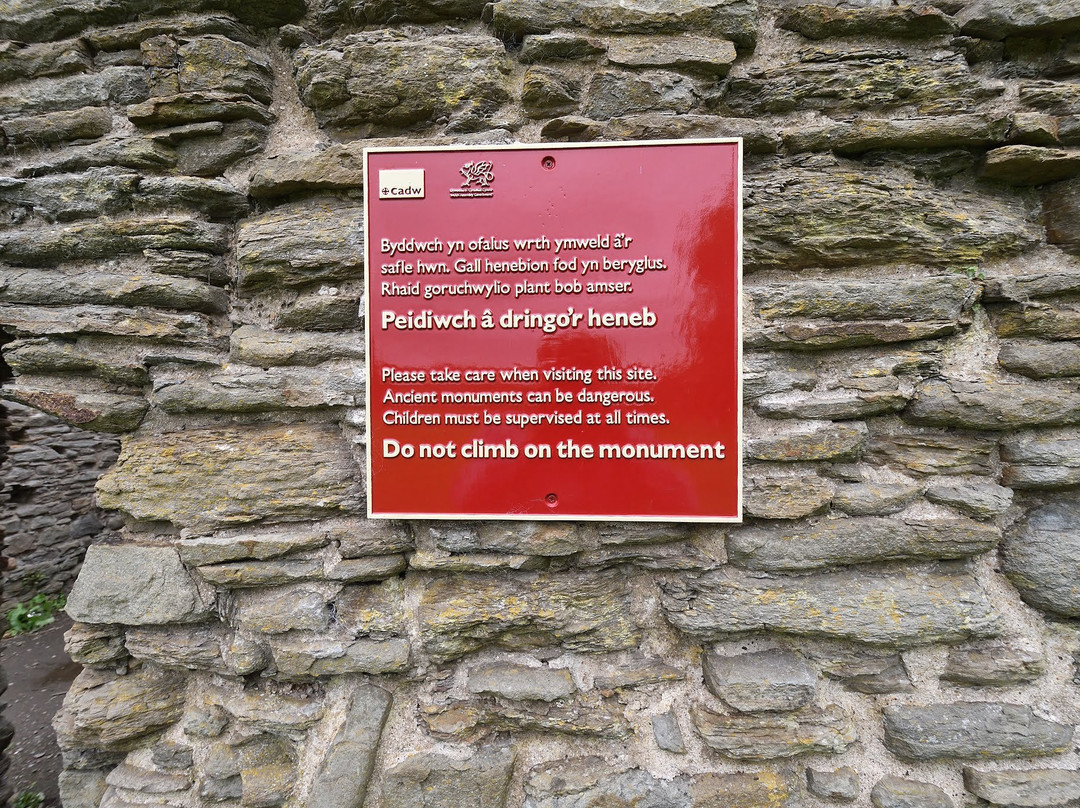 cadw
Byddwch yn ofalus wrth ymweld â'r
safle hwn. Gall henebion fod yn beryglus.
Rhaid goruchwylio plant bob amser.
Peidiwch â dringo'r heneb
Please take care when visiting this site.
Ancient monuments can be dangerous.
Children must be supervised at all times.
Do not climb on the monument